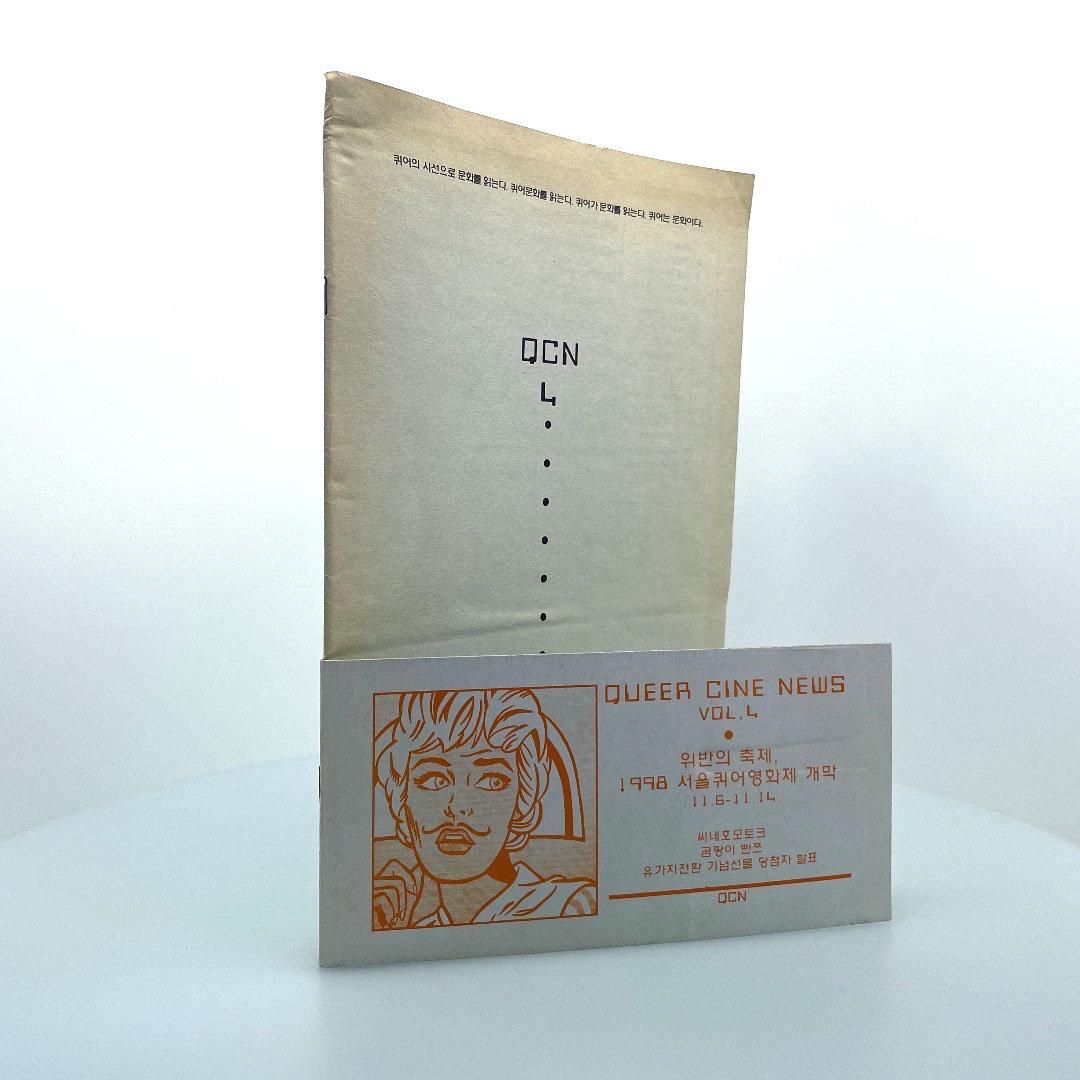 퀴어의 시선으로 문화를 읽는다. 퀴어문화를 읽는다. 퀴어가 문화를 읽는다. 퀴어는 문화이다.
QCN
4
QUEER CINE NEWS
VOL.4
위반의 축제,
1998 서울퀴어영화제 개막
11.6-11.14
씨네호모토크
곰팡이 빤쯔
유가지전환 기념선물 당첨자 발표
QCN